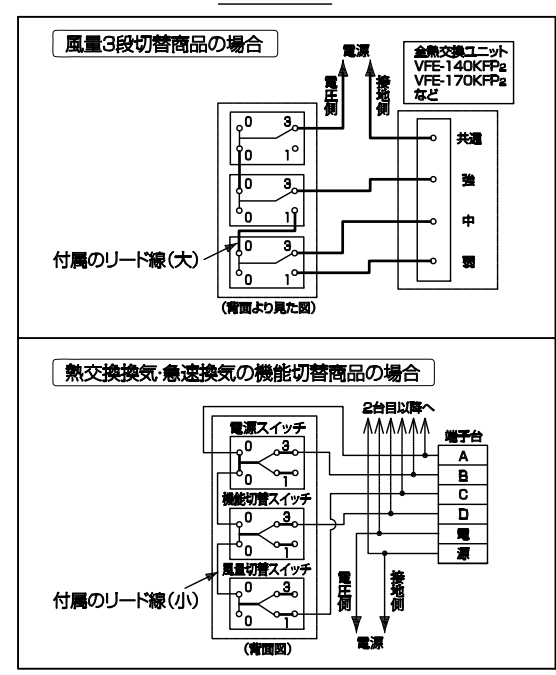 風量3段切替商品の場合
電源
電圧側
接地側
全熱交換ユニット
VFE-140KFP2
VFE-170KFP2
など
0 3
0 1
0 3
0 1
0 3
0 1
共通
強
中
弱
付属のリード線(大)
(背面より見た図)
熱交換換気・急速換気の機能切替商品の場合
2台目以降へ
端子台
A
B
C
D
電
源
電源スイッチ
0 3
0 1
機能切替スイッチ
0 3
0 1
風量切替スイッチ
0 3
0 1
付属のリード線(小)
電圧側
接地側
電源
(背面図)